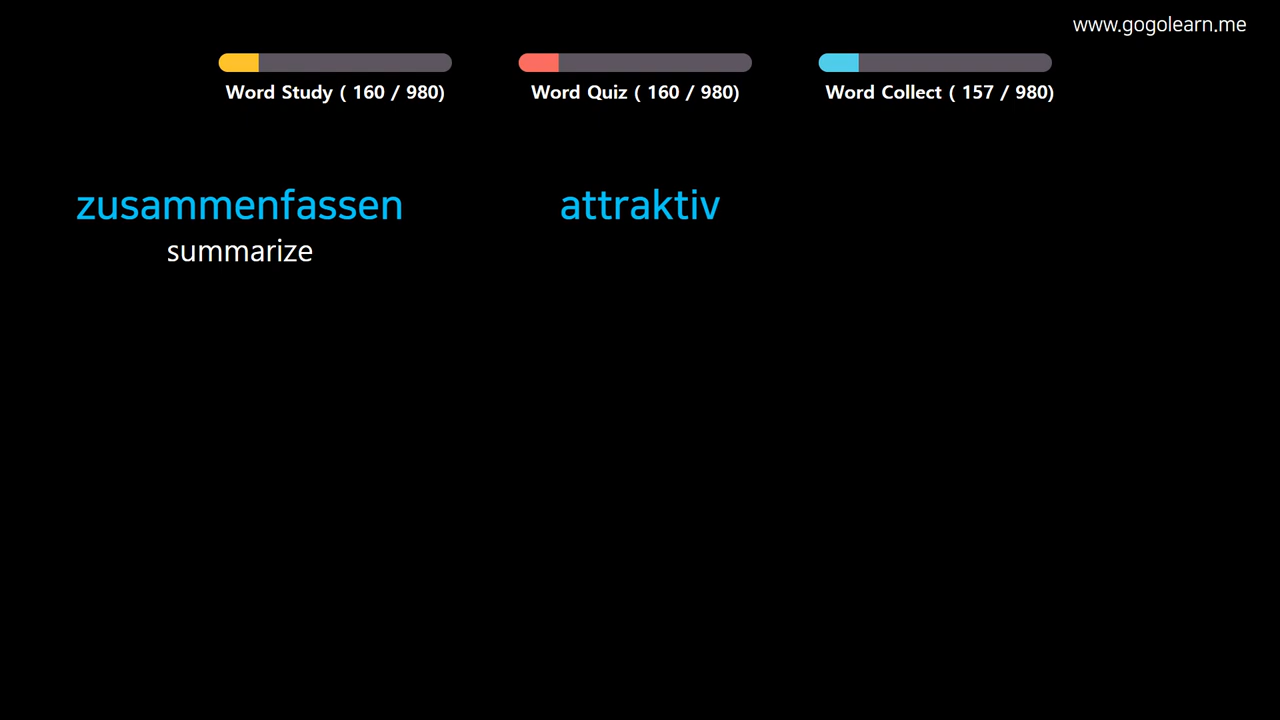 www.gogolearn.me
Word Study ( 160 / 980)
Word Quiz ( 160 / 980)
Word Collect ( 157 / 980)
zusammenfassen
summarize
attraktiv